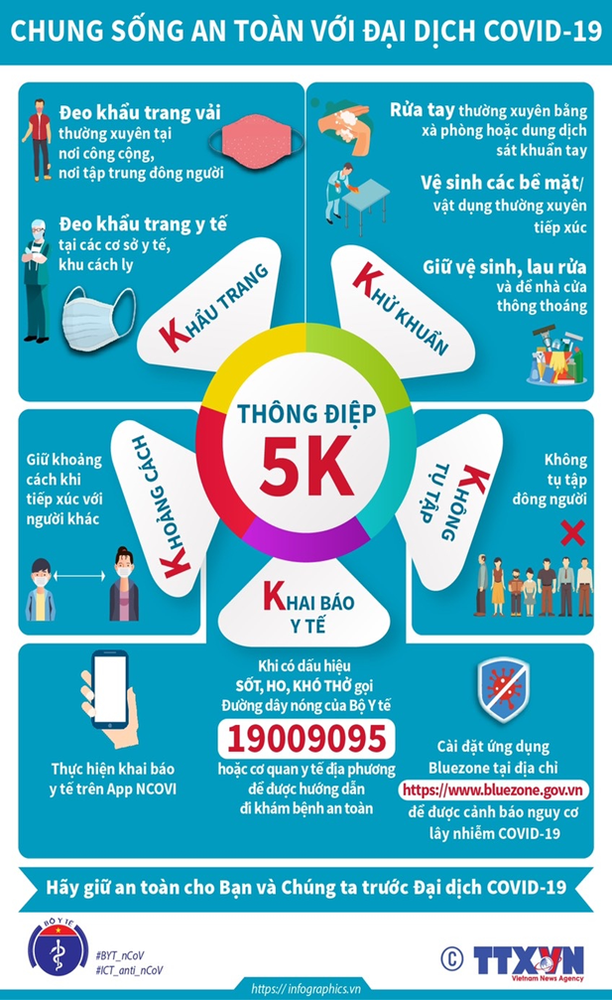 CHUNG SỐNG AN TOÀN VỚI ĐẠI DỊCH COVID-19
Đeo khẩu trang vải
thường xuyên tại
nơi công cộng,
nơi tập trung đông người
Đeo khẩu trang y tế
tại các cơ sở y tế,
khu cách ly
KHẨU TRANG
Rửa tay thường xuyên bằng
xà phòng hoặc dung dịch
sát khuẩn tay
Vệ sinh các bề mặt/
vật dụng thường xuyên
tiếp xúc
Giữ vệ sinh, lau rửa
và để nhà cửa
thông thoáng
KHỬ KHUẨN
THÔNG ĐIỆP
5K
Giữ khoảng
cách khi
tiếp xúc với
người khác
KHOẢNG CÁCH
KHÔNG
TỤ TẬP
Không
tụ tập
đông người
KHAI BÁO
Y TẾ
Thực hiện khai báo
y tế trên App NCOVI
Khi có dấu hiệu
SỐT, HO, KHÓ THỞ gọi
Đường dây nóng của Bộ Y tế
19009095
hoặc cơ quan y tế địa phương
để được hướng dẫn
đi khám bệnh an toàn
Cài đặt ứng dụng
Bluezone tại địa chỉ
https://www.bluezone.gov.vn
để được cảnh báo nguy cơ
lây nhiễm COVID-19
Hãy giữ an toàn cho Bạn và Chúng ta trước Đại dịch COVID-19
BỘ Y TẾ
#BYT_nCoV
#ICT_anti_nCoV
© TTXVN
Vietnam News Agency
https://infographics.vn